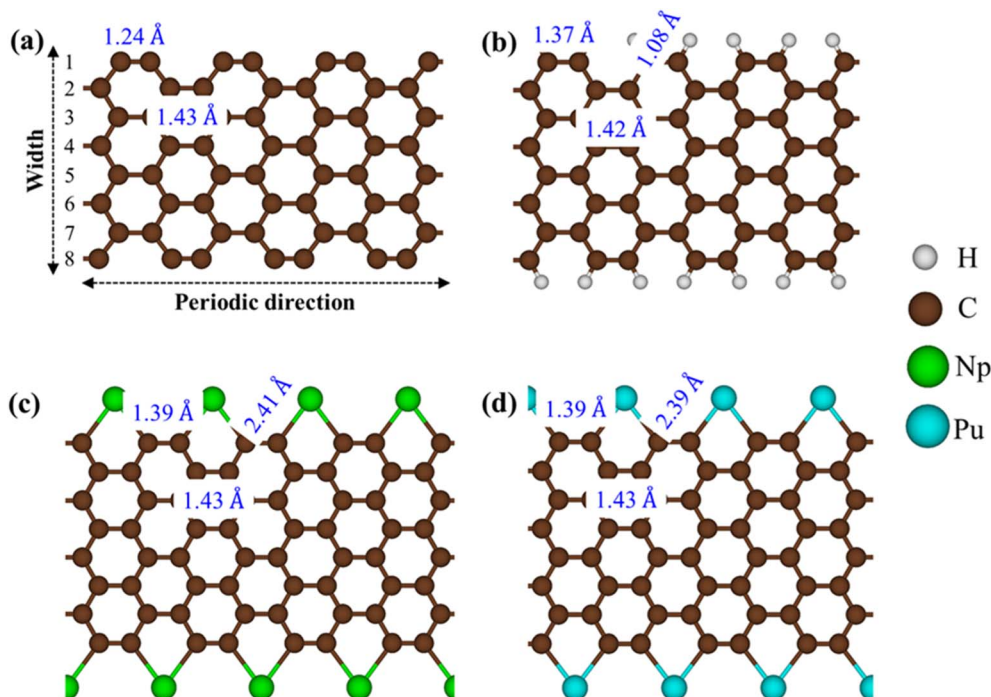 (a)
1.24 Å
1
2
3
4
5
6
7
8
Width
1.43 Å
Periodic direction
(b)
1.37 Å
1.08 Å
1.42 Å
H
C
Np
Pu
(c)
1.39 Å
2.41 Å
1.43 Å
(d)
1.39 Å
2.39 Å
1.43 Å